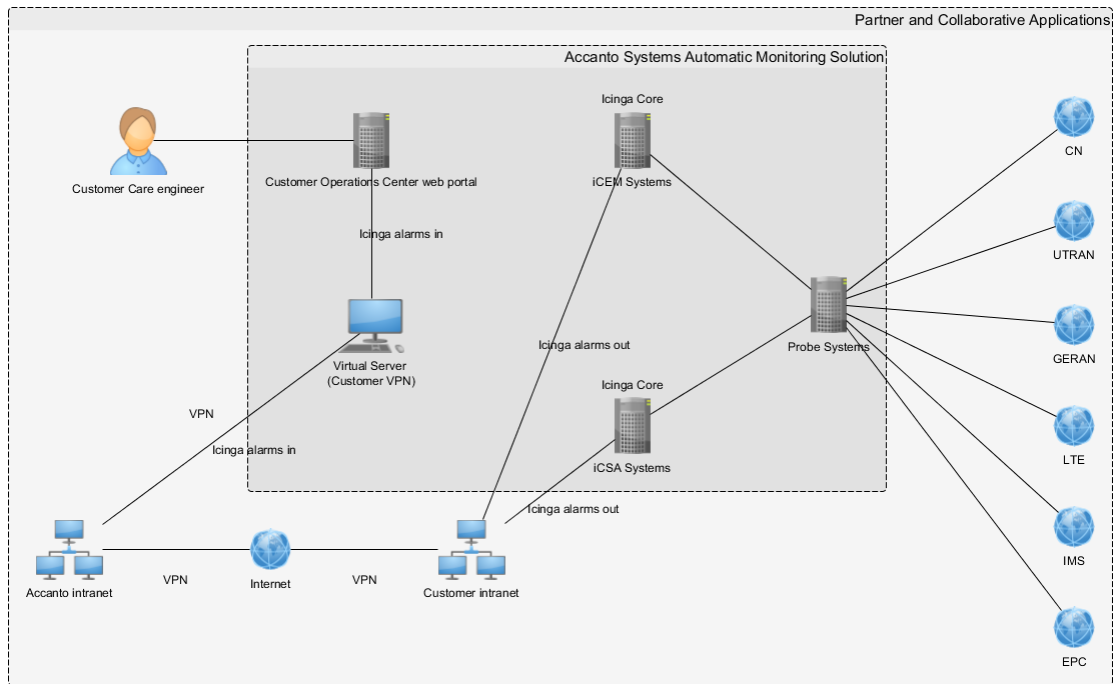 Partner and Collaborative Applications
Accanto Systems Automatic Monitoring Solution
Icinga Core
CN
Customer Care engineer
Customer Operations Center web portal
iCEM Systems
Icinga alarms in
UTRAN
Icinga alarms out
Probe Systems
GERAN
Virtual Server
(Customer VPN)
Icinga Core
VPN
Icinga alarms in
iCSA Systems
LTE
Icinga alarms out
VPN
Internet
VPN
Accanto intranet
Customer intranet
IMS
EPC